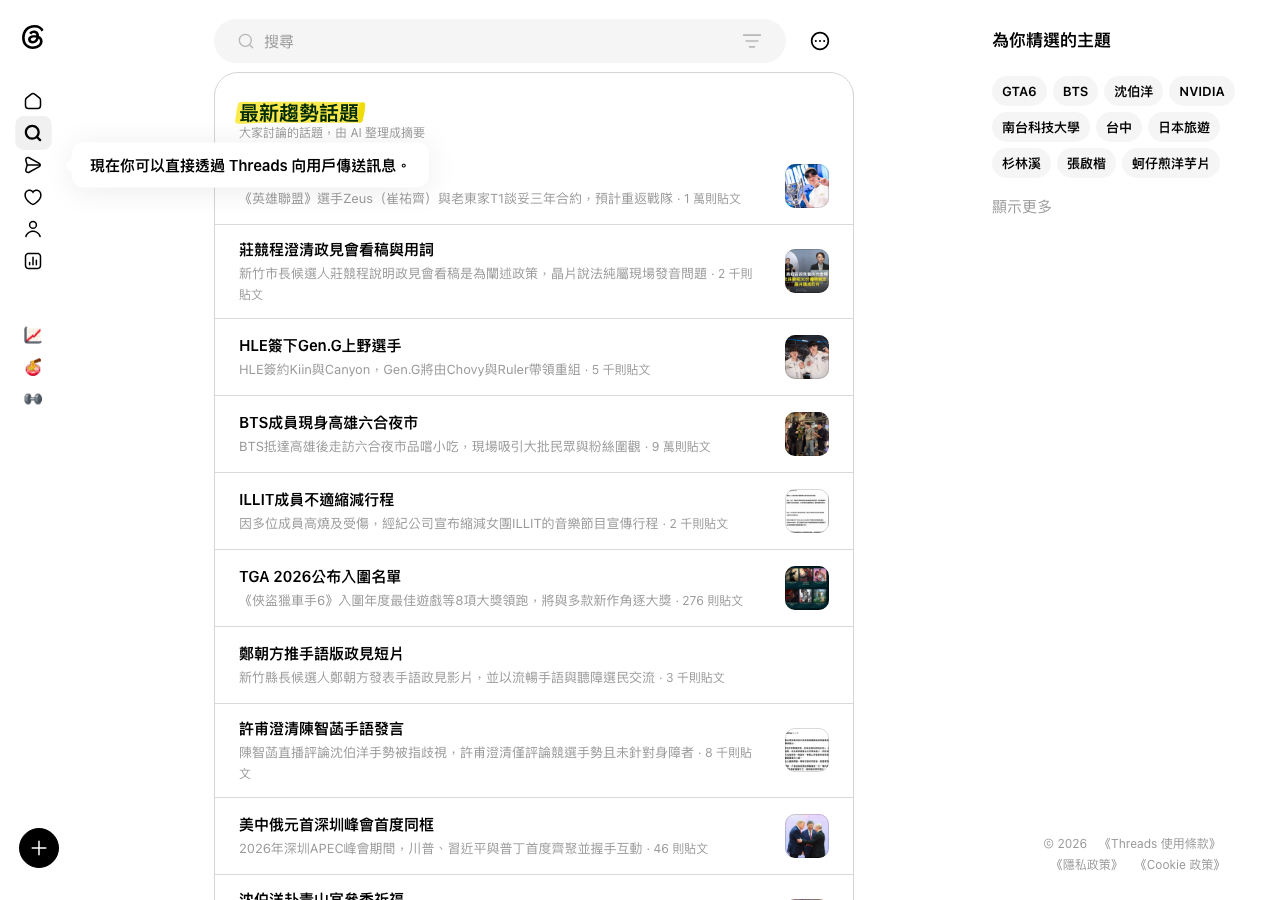 搜尋
最新趨勢話題
大家討論的話題，由 AI 整理成摘要
現在你可以直接透過 Threads 向用戶傳送訊息。
《英雄聯盟》選手Zeus（崔祐齊）與老東家T1談妥三年合約，預計重返戰隊 · 1 萬則貼文
莊競程澄清政見會看稿與用詞
新竹市長候選人莊競程說明政見會看稿是為闡述政策，晶片說法純屬現場發音問題 · 2 千則
貼文
HLE簽下Gen.G上野選手
HLE簽約Kiin與Canyon，Gen.G將由Chovy與Ruler帶領重組 · 5 千則貼文
BTS成員現身高雄六合夜市
BTS抵達高雄後走訪六合夜市品嚐小吃，現場吸引大批民眾與粉絲圍觀 · 9 萬則貼文
ILLIT成員不適縮減行程
因多位成員高燒及受傷，經紀公司宣布縮減女團ILLIT的音樂節目宣傳行程 · 2 千則貼文
TGA 2026公布入圍名單
《俠盜獵車手6》入圍年度最佳遊戲等8項大獎領跑，將與多款新作角逐大獎 · 276 則貼文
鄭朝方推手語版政見短片
新竹縣長候選人鄭朝方發表手語政見影片，並以流暢手語與聽障選民交流 · 3 千則貼文
許甫澄清陳智菡手語發言
陳智菡直播評論沈伯洋手勢被指歧視，許甫澄清僅評論競選手勢且未針對身障者 · 8 千則貼
文
美中俄元首深圳峰會首度同框
2026年深圳APEC峰會期間，川普、習近平與普丁首度齊聚並握手互動 · 46 則貼文
沈伯洋赴青山宮參香祈福
為你精選的主題
GTA6 BTS 沈伯洋 NVIDIA
南台科技大學 台中 日本旅遊
杉林溪 張啟楷 蚵仔煎洋芋片
顯示更多
© 2026 《Threads 使用條款》
《隱私政策》 《Cookie 政策》